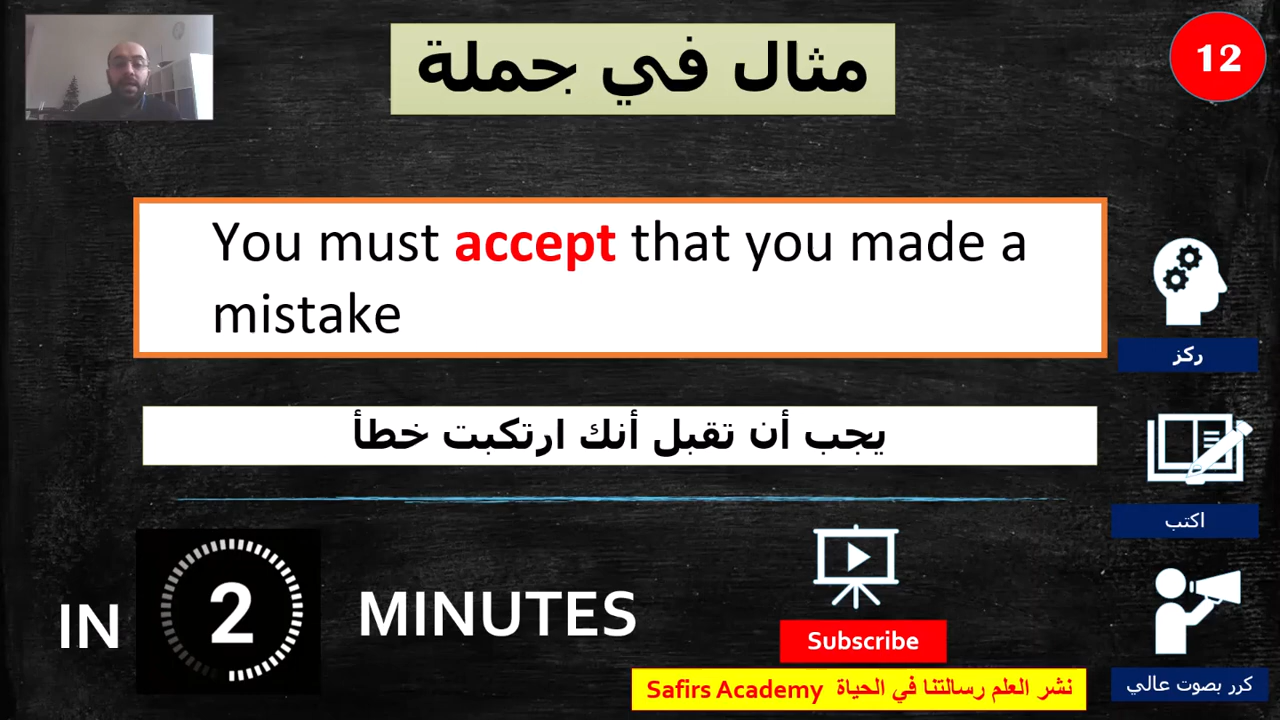 مثال في جملة
12
You must accept that you made a
mistake
ركز
يجب أن تقبل أنك ارتكبت خطأ
اكتب
IN 2 MINUTES
Subscribe
كرر بصوت عالي
نشر العلم رسالتنا في الحياة Safirs Academy